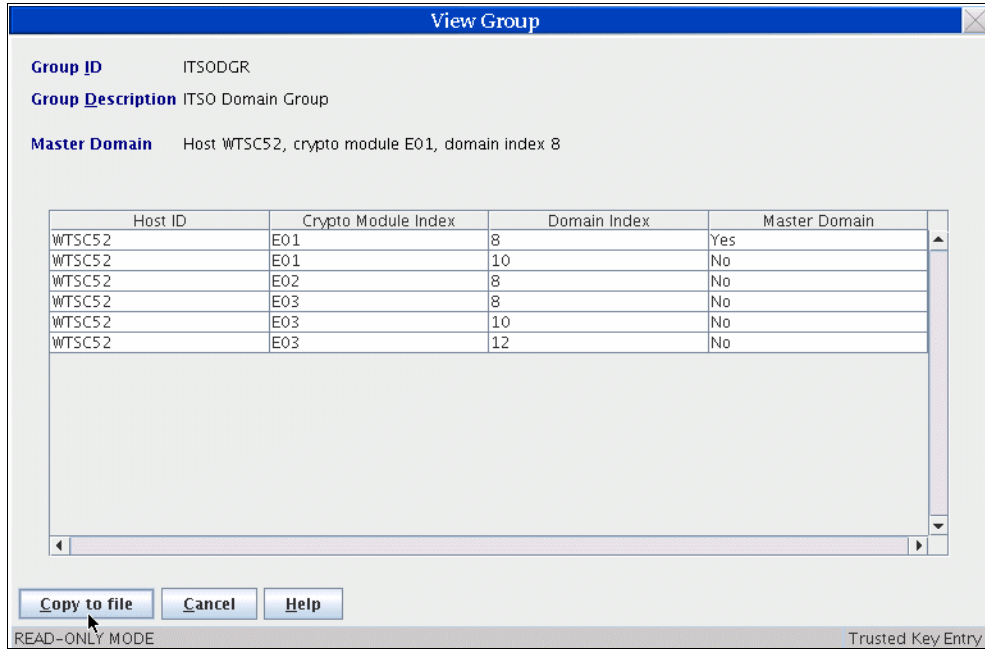 View Group
Group ID ITSODGR
Group Description ITSO Domain Group
Master Domain Host WTSC52, crypto module E01, domain index 8
Host ID Crypto Module Index Domain Index Master Domain
WTSC52 E01 8 Yes
WTSC52 E01 10 No
WTSC52 E02 8 No
WTSC52 E03 8 No
WTSC52 E03 10 No
WTSC52 E03 12 No
Copy to file Cancel Help
READ-ONLY MODE Trusted Key Entry